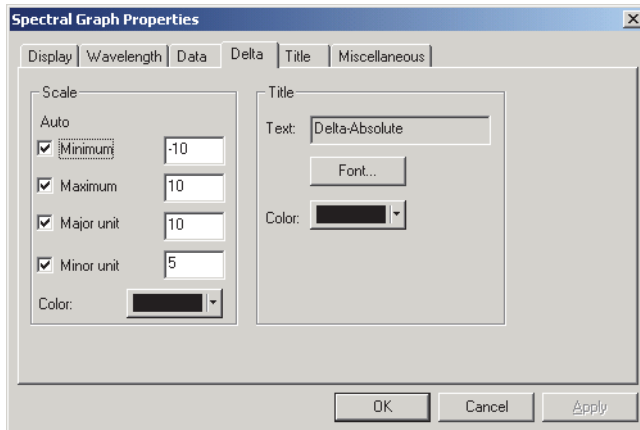 Spectral Graph Properties
Display Wavelength Data Delta Title Miscellaneous
Scale
Auto
Minimum -10
Maximum 10
Major unit 10
Minor unit 5
Color:
Title
Text: Delta-Absolute
Font...
Color:
OK Cancel Apply